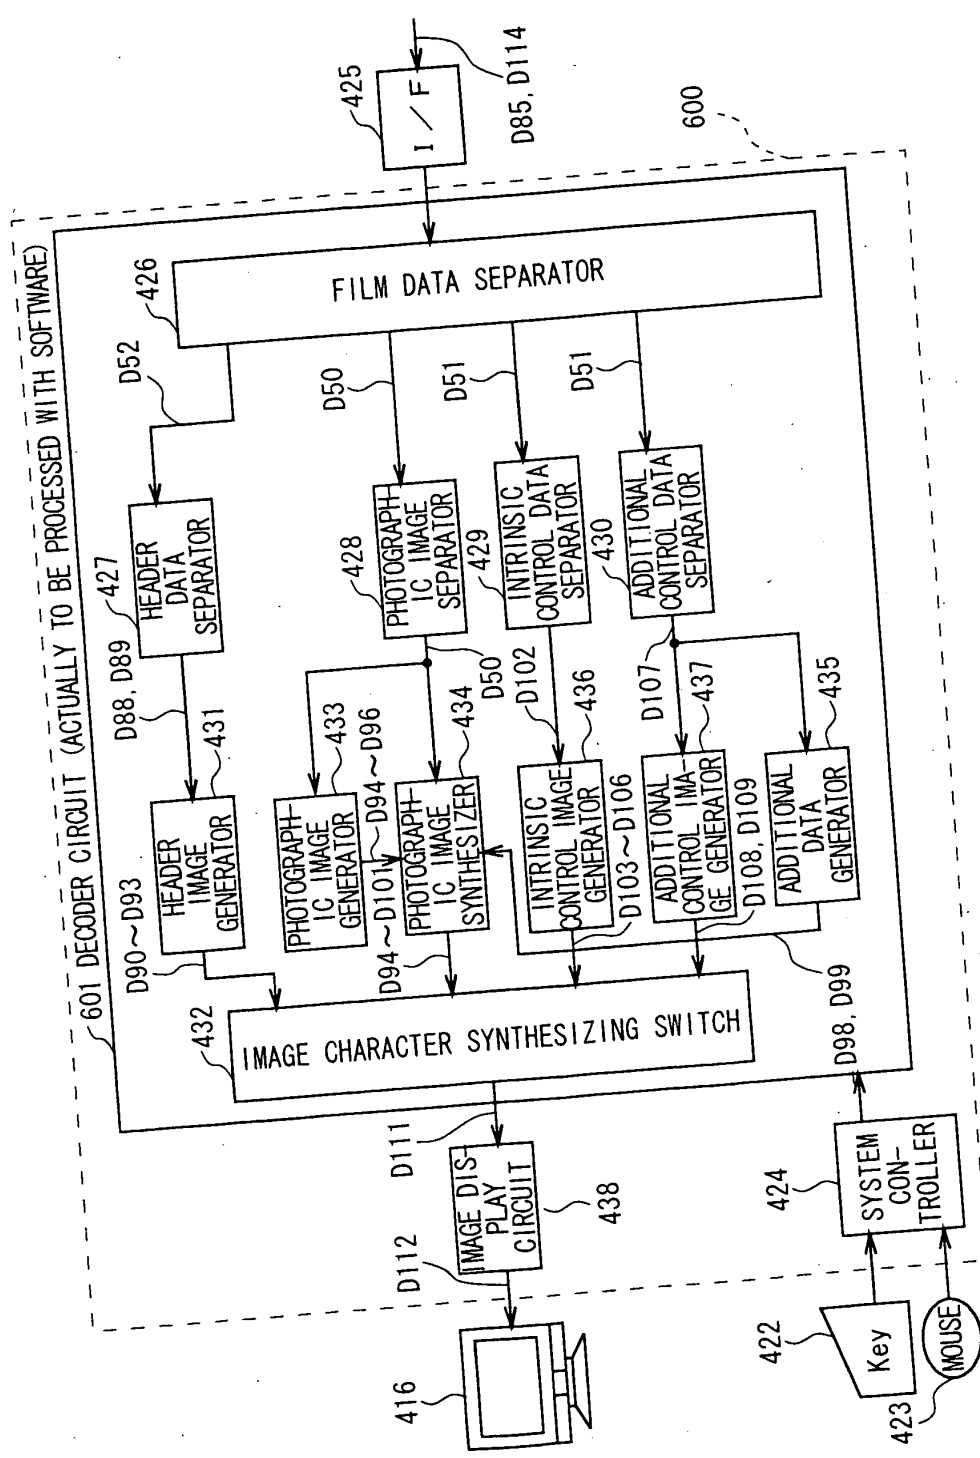 601 DECODER CIRCUIT (ACTUALLY TO BE PROCESSED WITH SOFTWARE)
600
425
I/F
D85, D114
426
FILM DATA SEPARATOR
D52
D50
D51
D51
427
HEADER
DATA
SEPARATOR
428
PHOTOGRAPH-
IC IMAGE
SEPARATOR
429
INTRINSIC
CONTROL DATA
SEPARATOR
430
ADDITIONAL
CONTROL DATA
SEPARATOR
D88, D89
D50
D102
D107
431
HEADER
IMAGE
GENERATOR
433
PHOTOGRAPH-
IC IMAGE
GENERATOR
D94~D96
434
PHOTOGRAPH-
IC IMAGE
SYNTHESIZER
436
INTRINSIC
CONTROL IMAGE
GENERATOR
437
ADDITIONAL
CONTROL IMA-
GE GENERATOR
435
ADDITIONAL
DATA
GENERATOR
D90~D93
D94~D101
D103~D106
D108, D109
D98, D99
432
IMAGE CHARACTER SYNTHESIZING SWITCH
D111
IMAGE DIS-
PLAY
CIRCUIT
438
D112
416
424
SYSTEM
CON-
TROLLER
422
Key
423
MOUSE